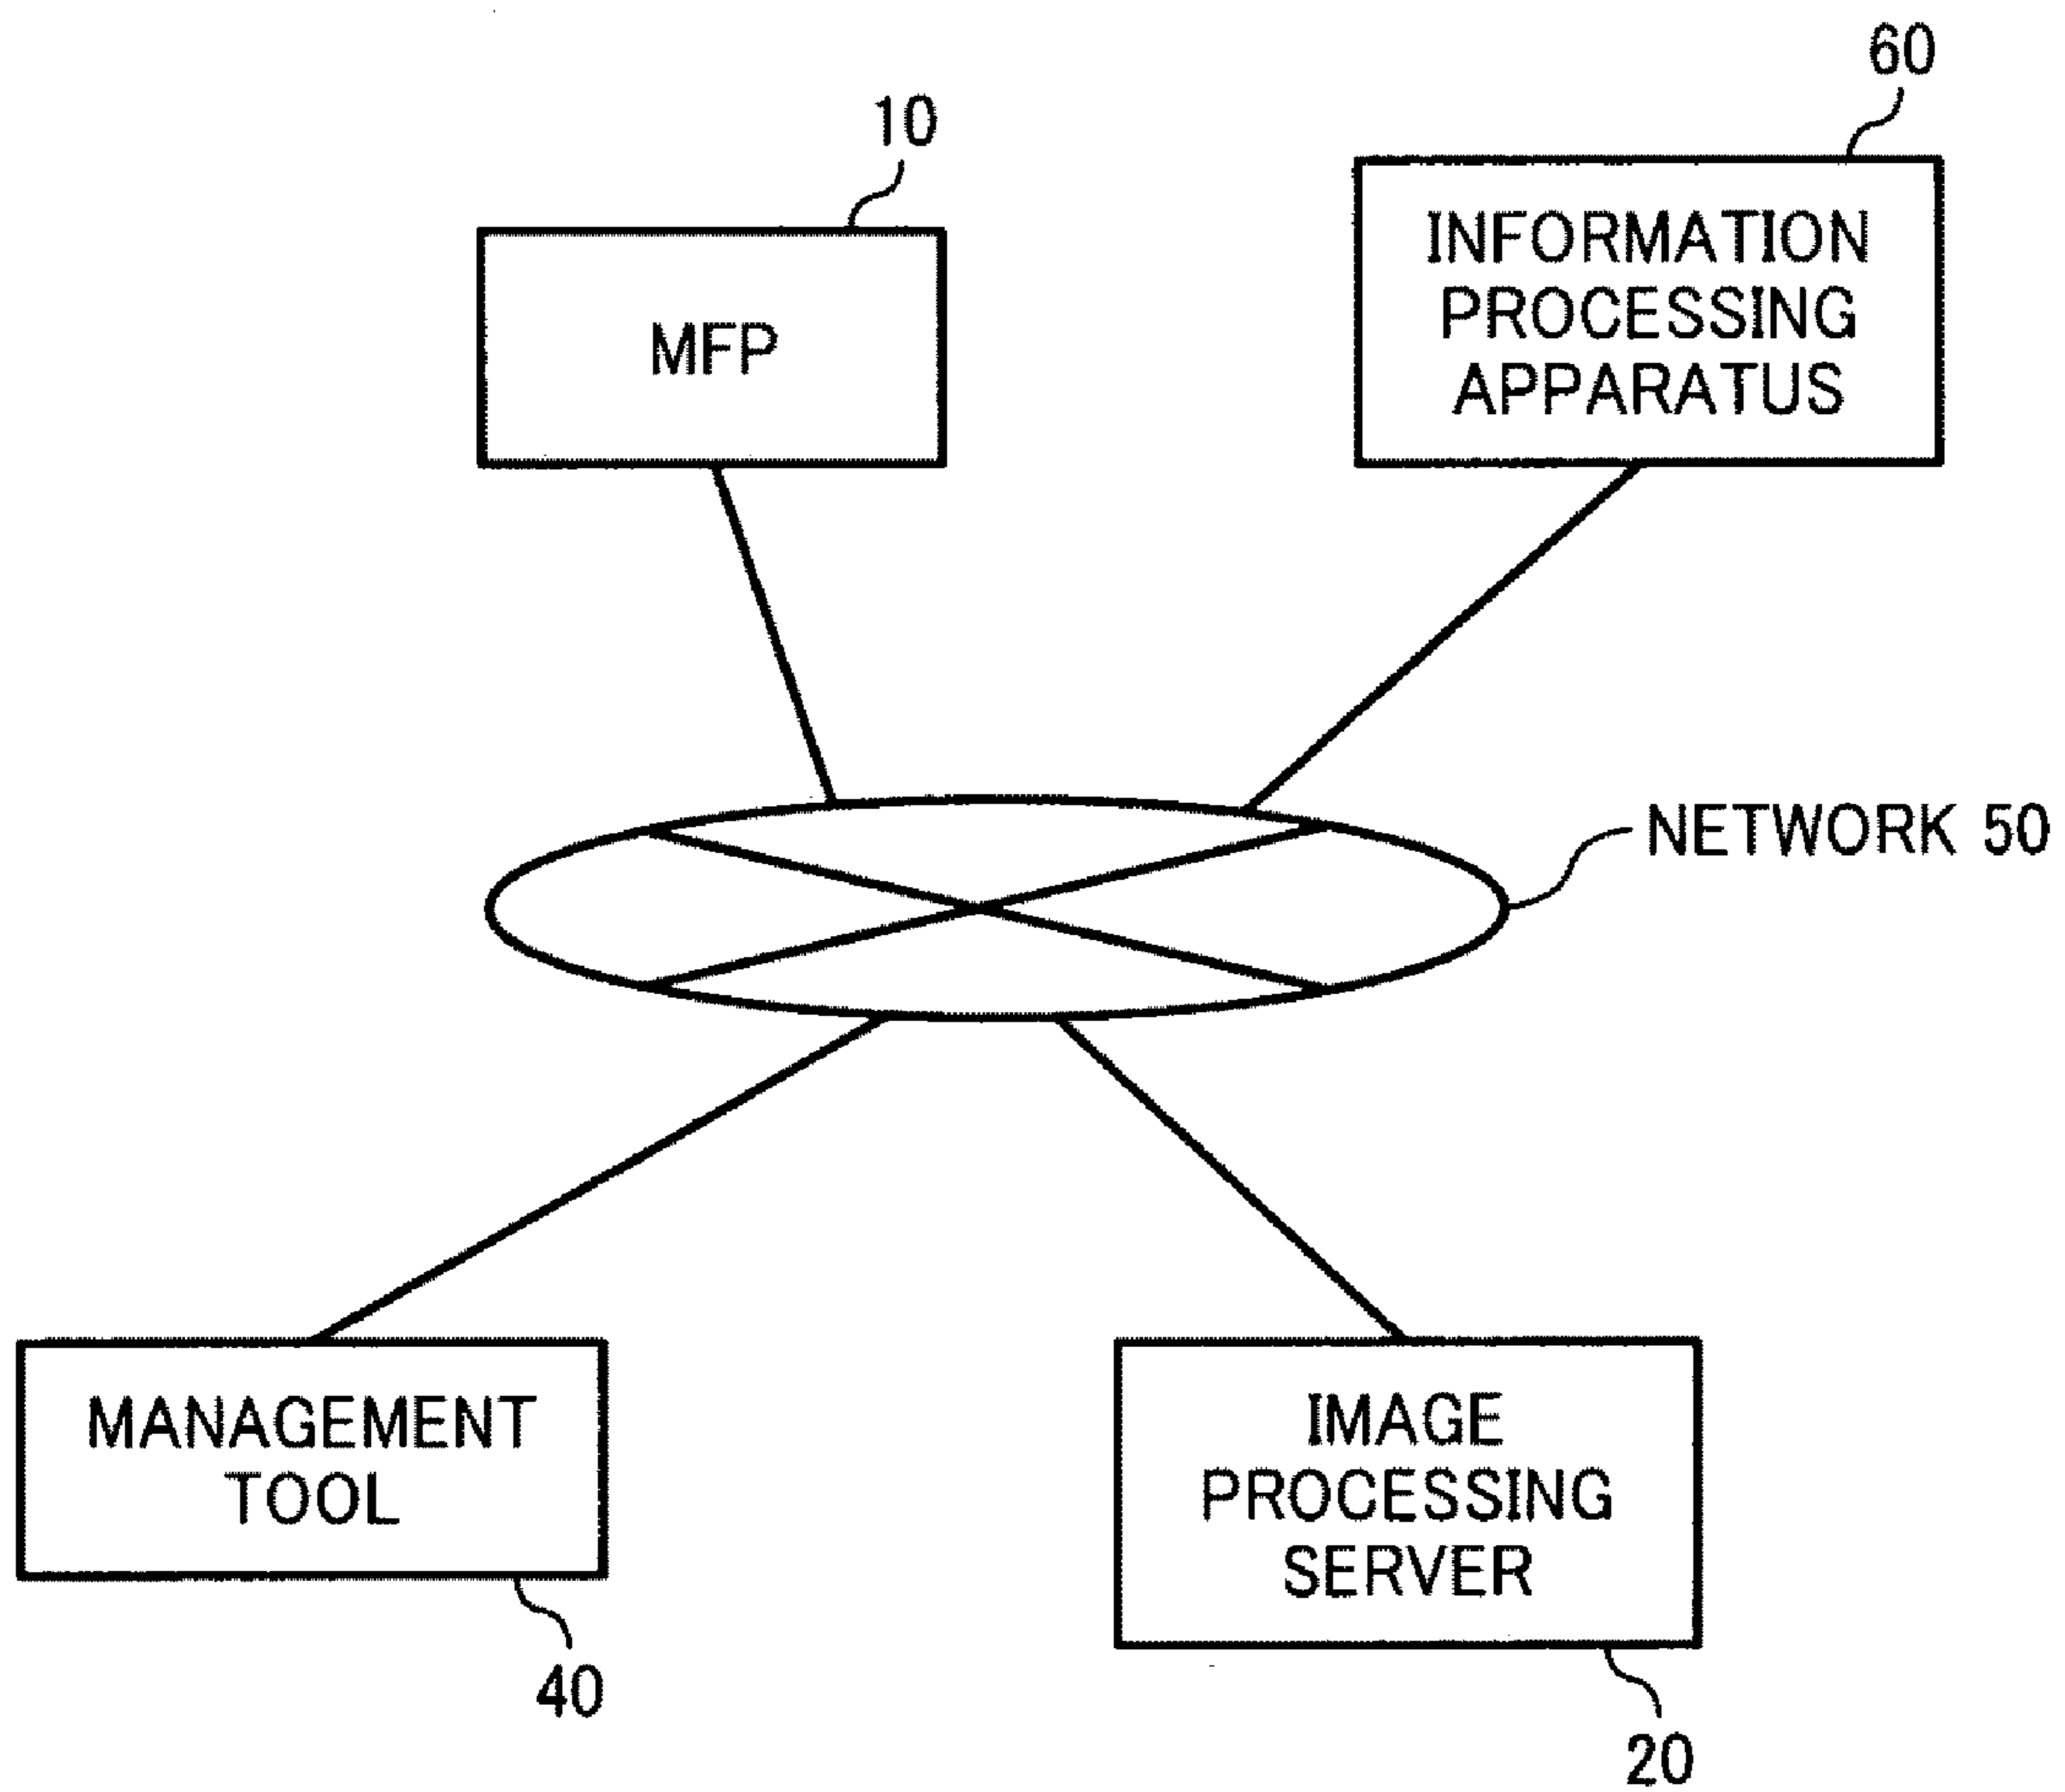 60
10
INFORMATION
PROCESSING
APPARATUS
MFP
NETWORK 50
MANAGEMENT
TOOL
IMAGE
PROCESSING
SERVER
40
20